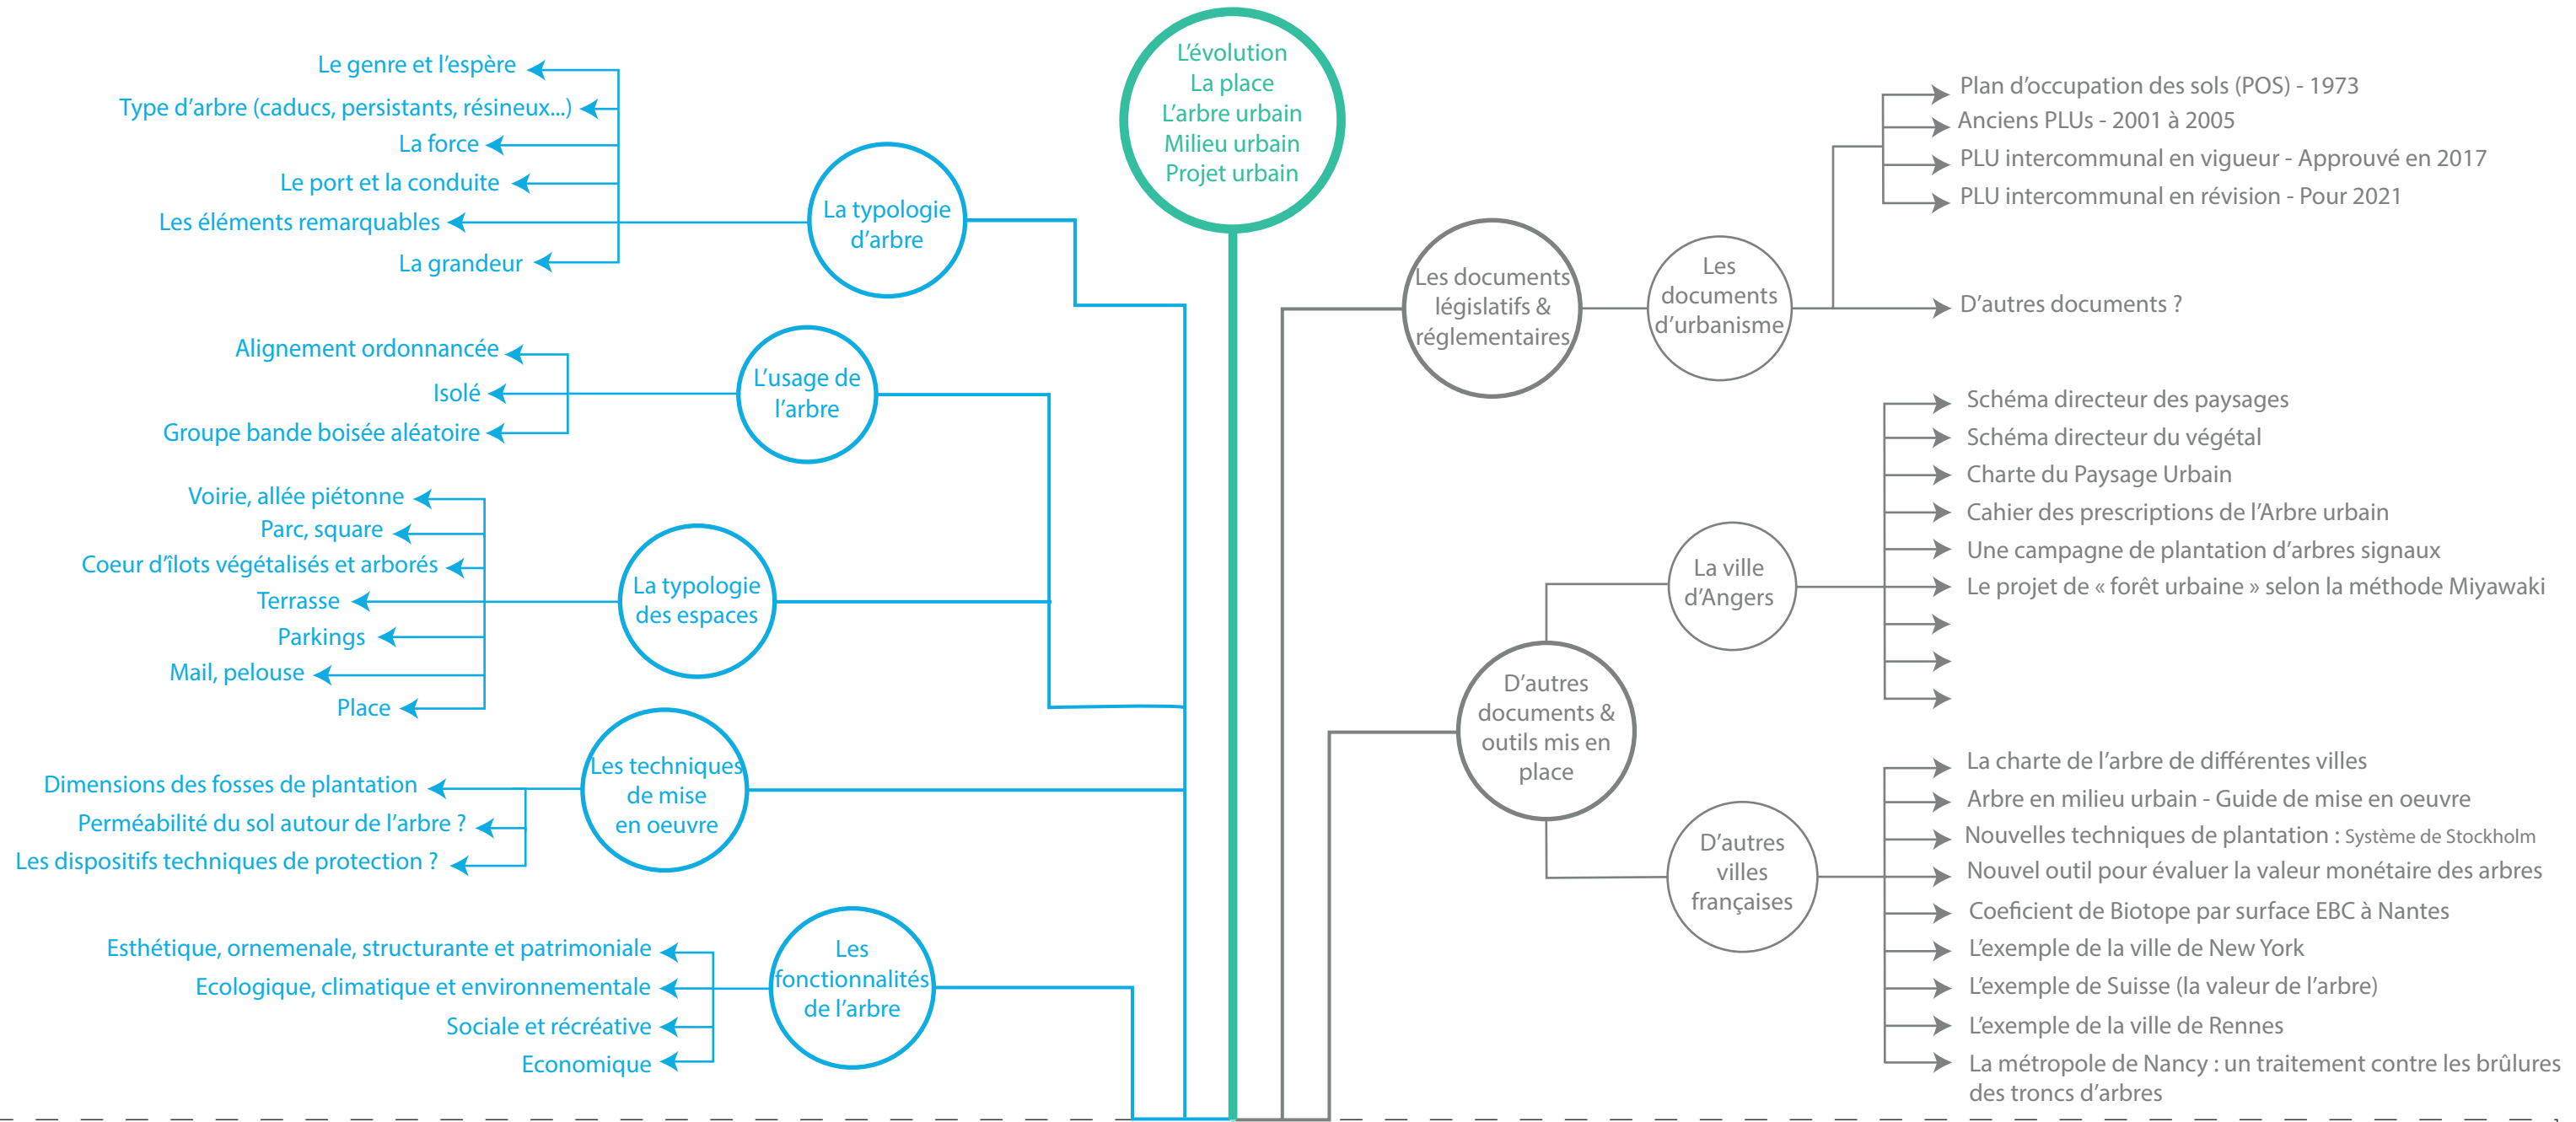 L'évolution
La place
L'arbre urbain
Milieu urbain
Projet urbain
La typologie
d'arbre
Le genre et l'espère
Type d'arbre (caducs, persistants, résineux...)
La force
Le port et la conduite
Les éléments remarquables
La grandeur
L'usage de
l'arbre
Alignement ordonnancée
Isolé
Groupe bande boisée aléatoire
La typologie
des espaces
Voirie, allée piétonne
Parc, square
Coeur d'îlots végétalisés et arborés
Terrasse
Parkings
Mail, pelouse
Place
Les techniques
de mise
en oeuvre
Dimensions des fosses de plantation
Perméabilité du sol autour de l'arbre ?
Les dispositifs techniques de protection ?
Les
fonctionnalités
de l'arbre
Esthétique, ornemenale, structurante et patrimoniale
Ecologique, climatique et environnementale
Sociale et récréative
Economique
Les documents
législatifs &
réglementaires
Les
documents
d'urbanisme
Plan d'occupation des sols (POS) - 1973
Anciens PLUs - 2001 à 2005
PLU intercommunal en vigueur - Approuvé en 2017
PLU intercommunal en révision - Pour 2021
D'autres documents ?
D'autres
documents &
outils mis en
place
La ville
d'Angers
Schéma directeur des paysages
Schéma directeur du végétal
Charte du Paysage Urbain
Cahier des prescriptions de l'Arbre urbain
Une campagne de plantation d'arbres signaux
Le projet de « forêt urbaine » selon la méthode Miyawaki
D'autres
villes
françaises
La charte de l'arbre de différentes villes
Arbre en milieu urbain - Guide de mise en oeuvre
Nouvelles techniques de plantation : Système de Stockholm
Nouvel outil pour évaluer la valeur monétaire des arbres
Coeficient de Biotope par surface EBC à Nantes
L'exemple de la ville de New York
L'exemple de Suisse (la valeur de l'arbre)
L'exemple de la ville de Rennes
La métropole de Nancy : un traitement contre les brûlures
des troncs d'arbres